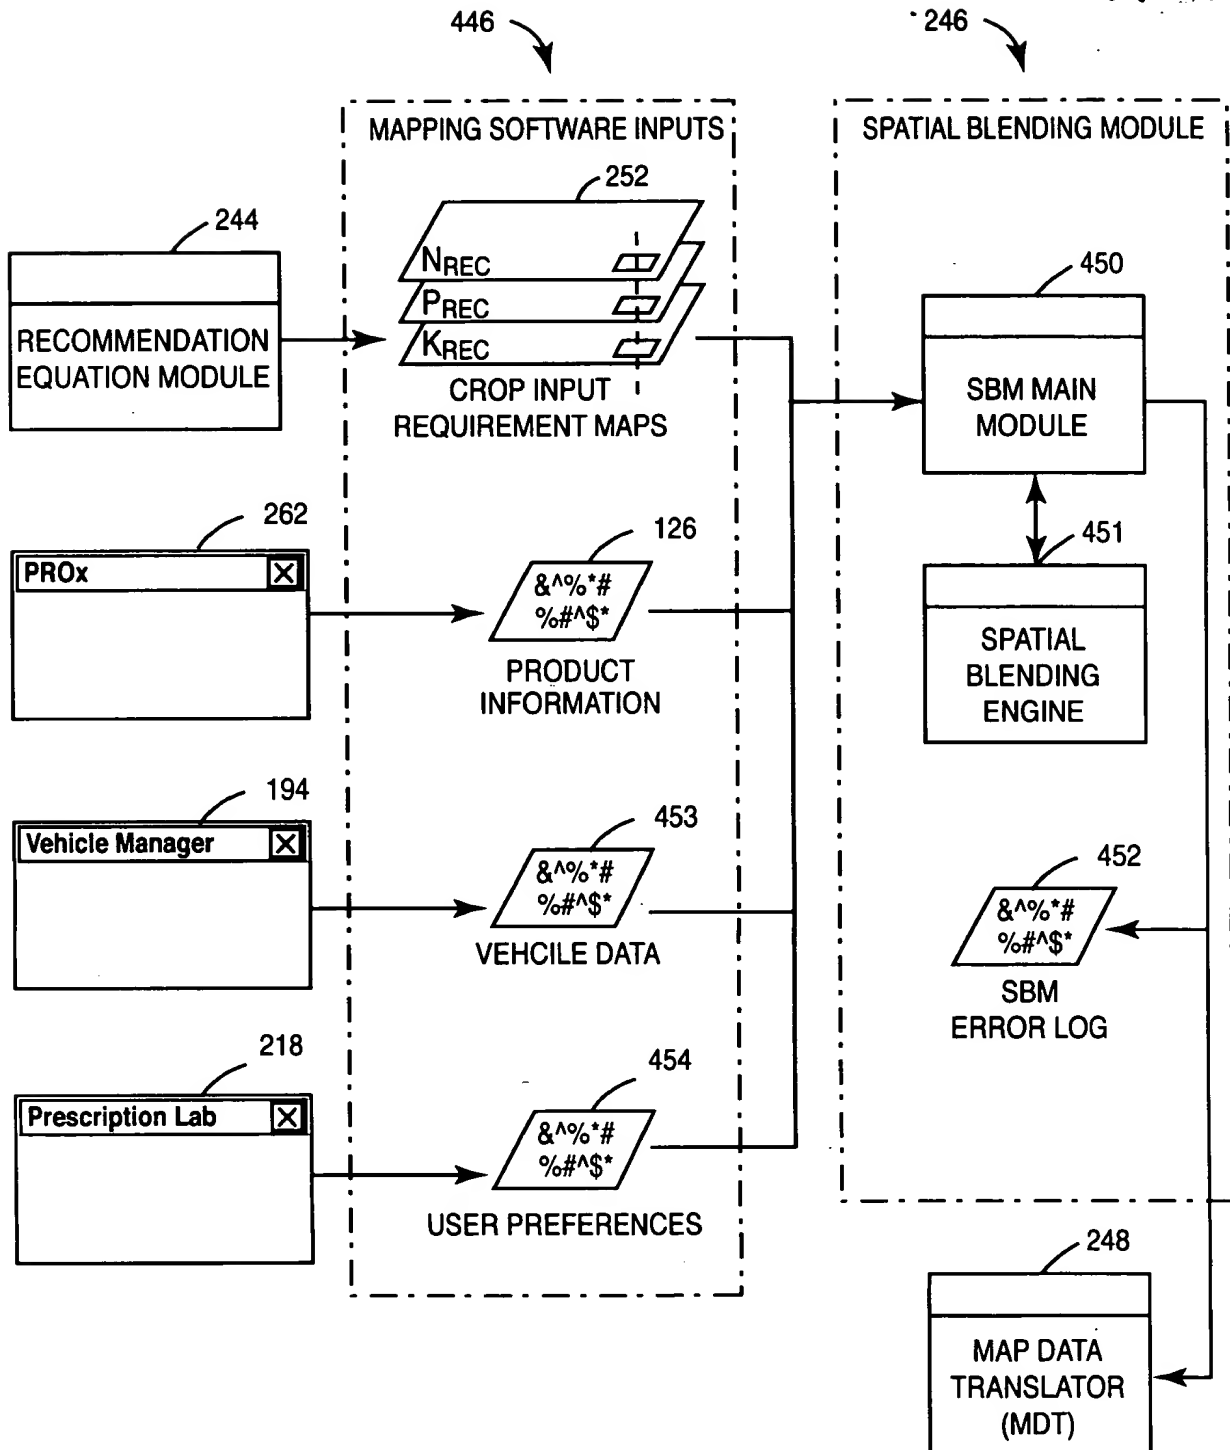 446
246
MAPPING SOFTWARE INPUTS
SPATIAL BLENDING MODULE
252
244
NREC
PREC
KREC
450
RECOMMENDATION
EQUATION MODULE
CROP INPUT
REQUIREMENT MAPS
SBM MAIN
MODULE
262
PROx
X
126
&^%*#
%#^$*
PRODUCT
INFORMATION
451
SPATIAL
BLENDING
ENGINE
194
Vehicle Manager
X
453
&^%*#
%#^$*
VEHCILE DATA
452
&^%*#
%#^$*
SBM
ERROR LOG
218
Prescription Lab
X
454
&^%*#
%#^$*
USER PREFERENCES
248
MAP DATA
TRANSLATOR
(MDT)